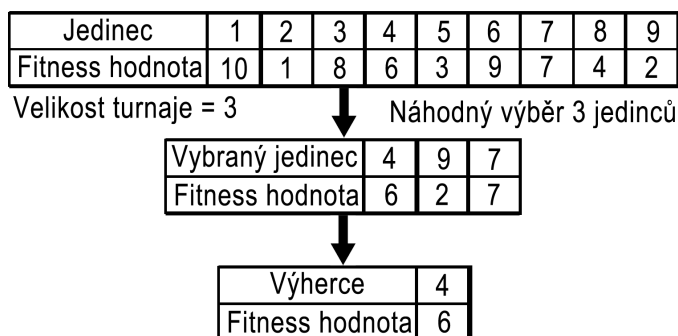 Jedinec 1 2 3 4 5 6 7 8 9
Fitness hodnota 10 1 8 6 3 9 7 4 2
Velikost turnaje = 3 Náhodný výběr 3 jedinců
Vybraný jedinec 4 9 7
Fitness hodnota 6 2 7
Výherce 4
Fitness hodnota 6